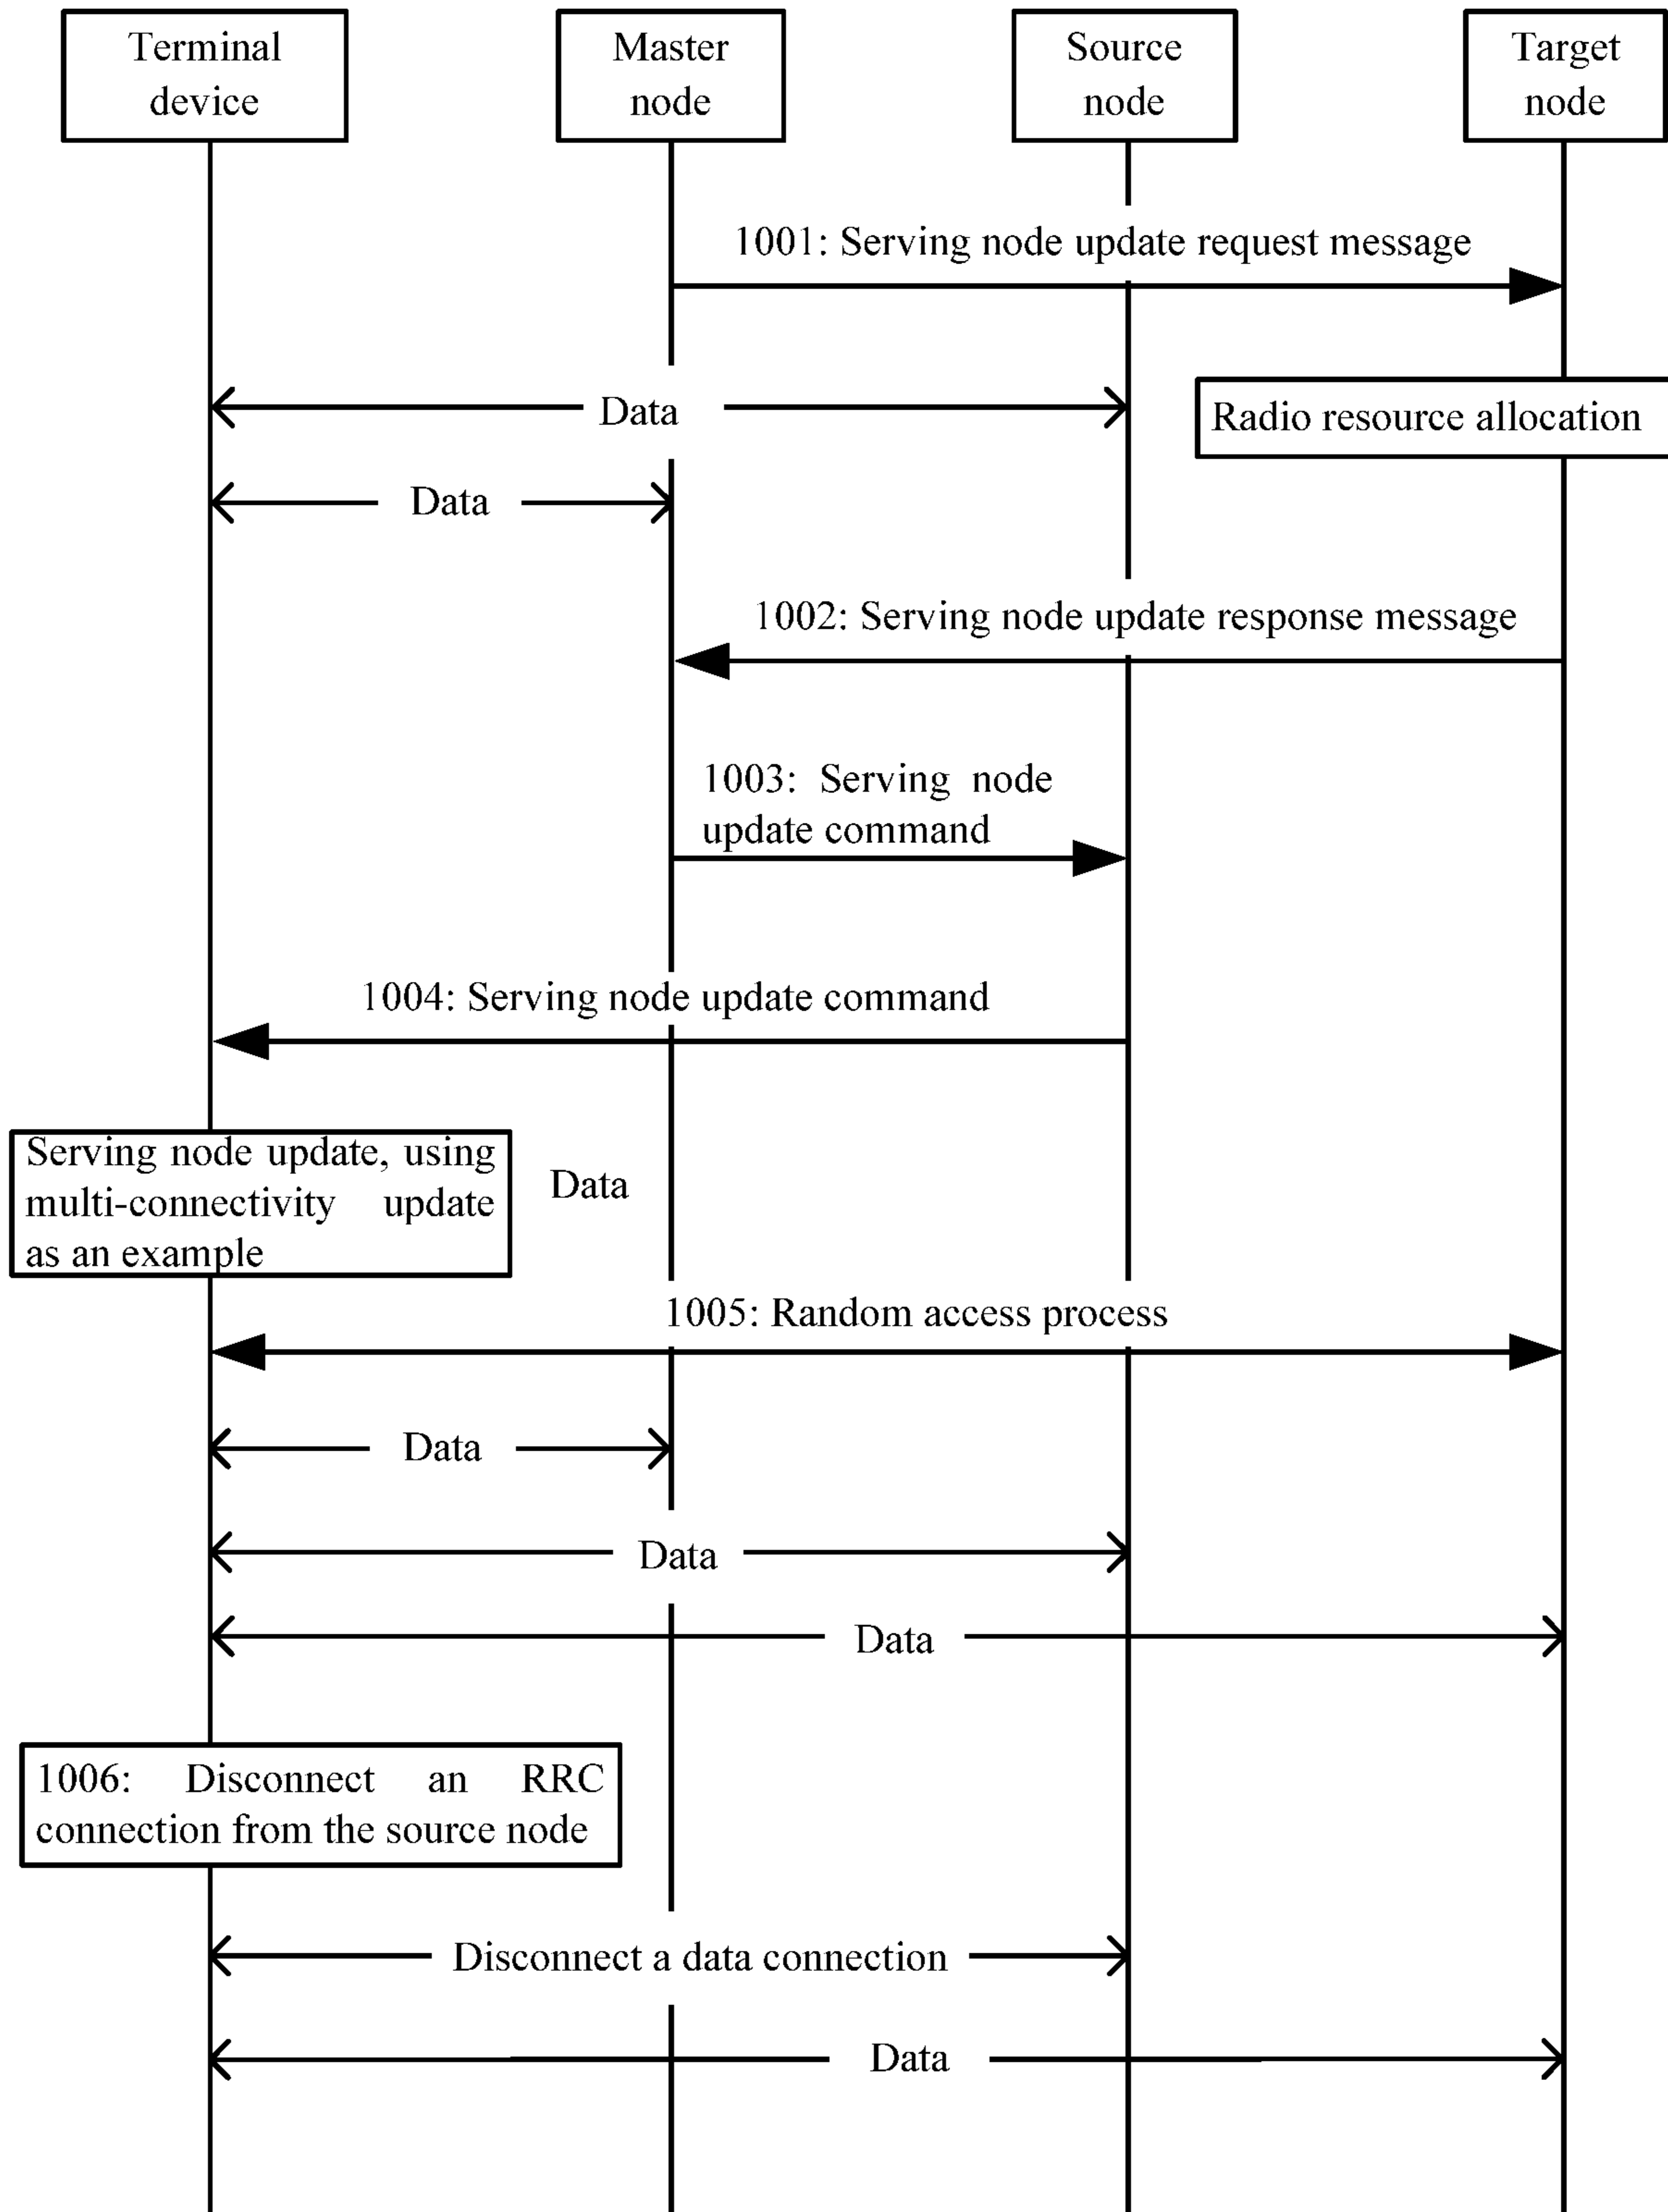 Terminal
device
Master
node
Source
node
Target
node
1001: Serving node update request message
Data
Radio resource allocation
Data
1002: Serving node update response message
1003: Serving node
update command
1004: Serving node update command
Serving node update, using
multi-connectivity update
as an example
Data
1005: Random access process
Data
Data
Data
1006: Disconnect an RRC
connection from the source node
Disconnect a data connection
Data